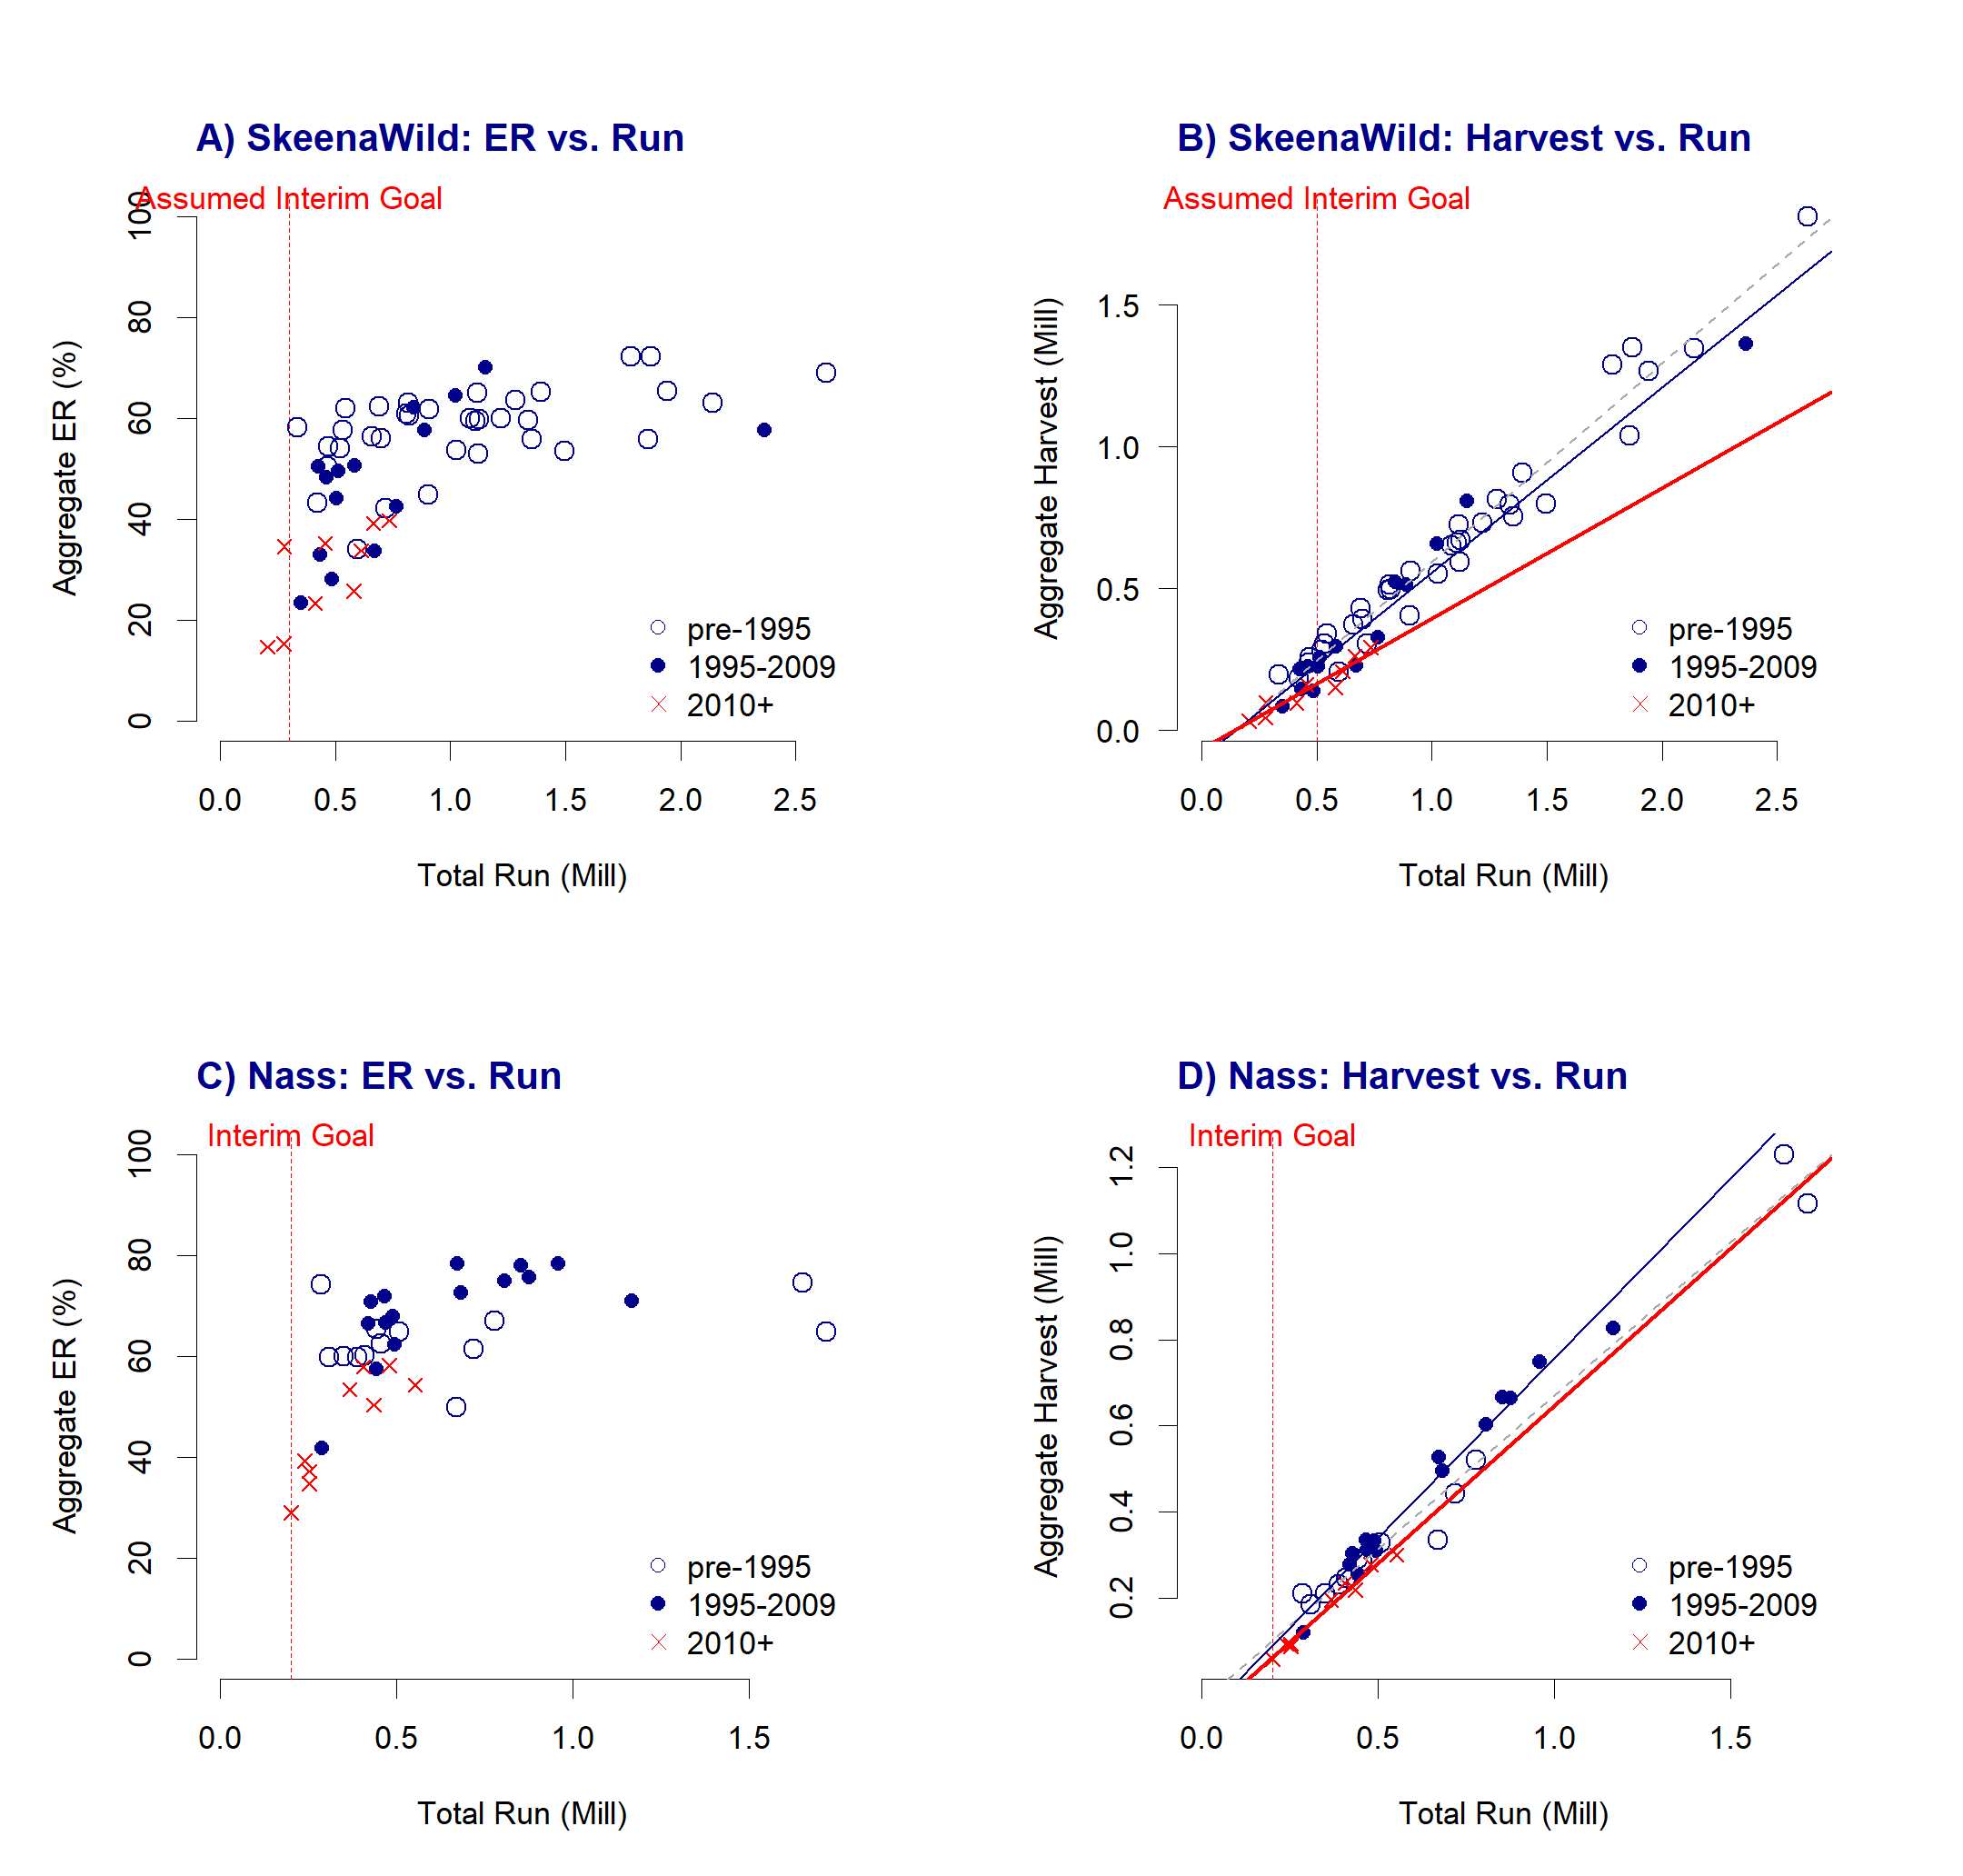 A) SkeenaWild: ER vs. Run
Assumed Interim Goal
Aggregate ER (%)
100
80
60
40
20
0
pre-1995
1995-2009
2010+
0.0 0.5 1.0 1.5 2.0 2.5
Total Run (Mill)
B) SkeenaWild: Harvest vs. Run
Assumed Interim Goal
Aggregate Harvest (Mill)
1.5
1.0
0.5
0.0
pre-1995
1995-2009
2010+
0.0 0.5 1.0 1.5 2.0 2.5
Total Run (Mill)
C) Nass: ER vs. Run
Interim Goal
Aggregate ER (%)
100
80
60
40
20
0
pre-1995
1995-2009
2010+
0.0 0.5 1.0 1.5
Total Run (Mill)
D) Nass: Harvest vs. Run
Interim Goal
Aggregate Harvest (Mill)
1.2
1.0
0.8
0.6
0.4
0.2
pre-1995
1995-2009
2010+
0.0 0.5 1.0 1.5
Total Run (Mill)